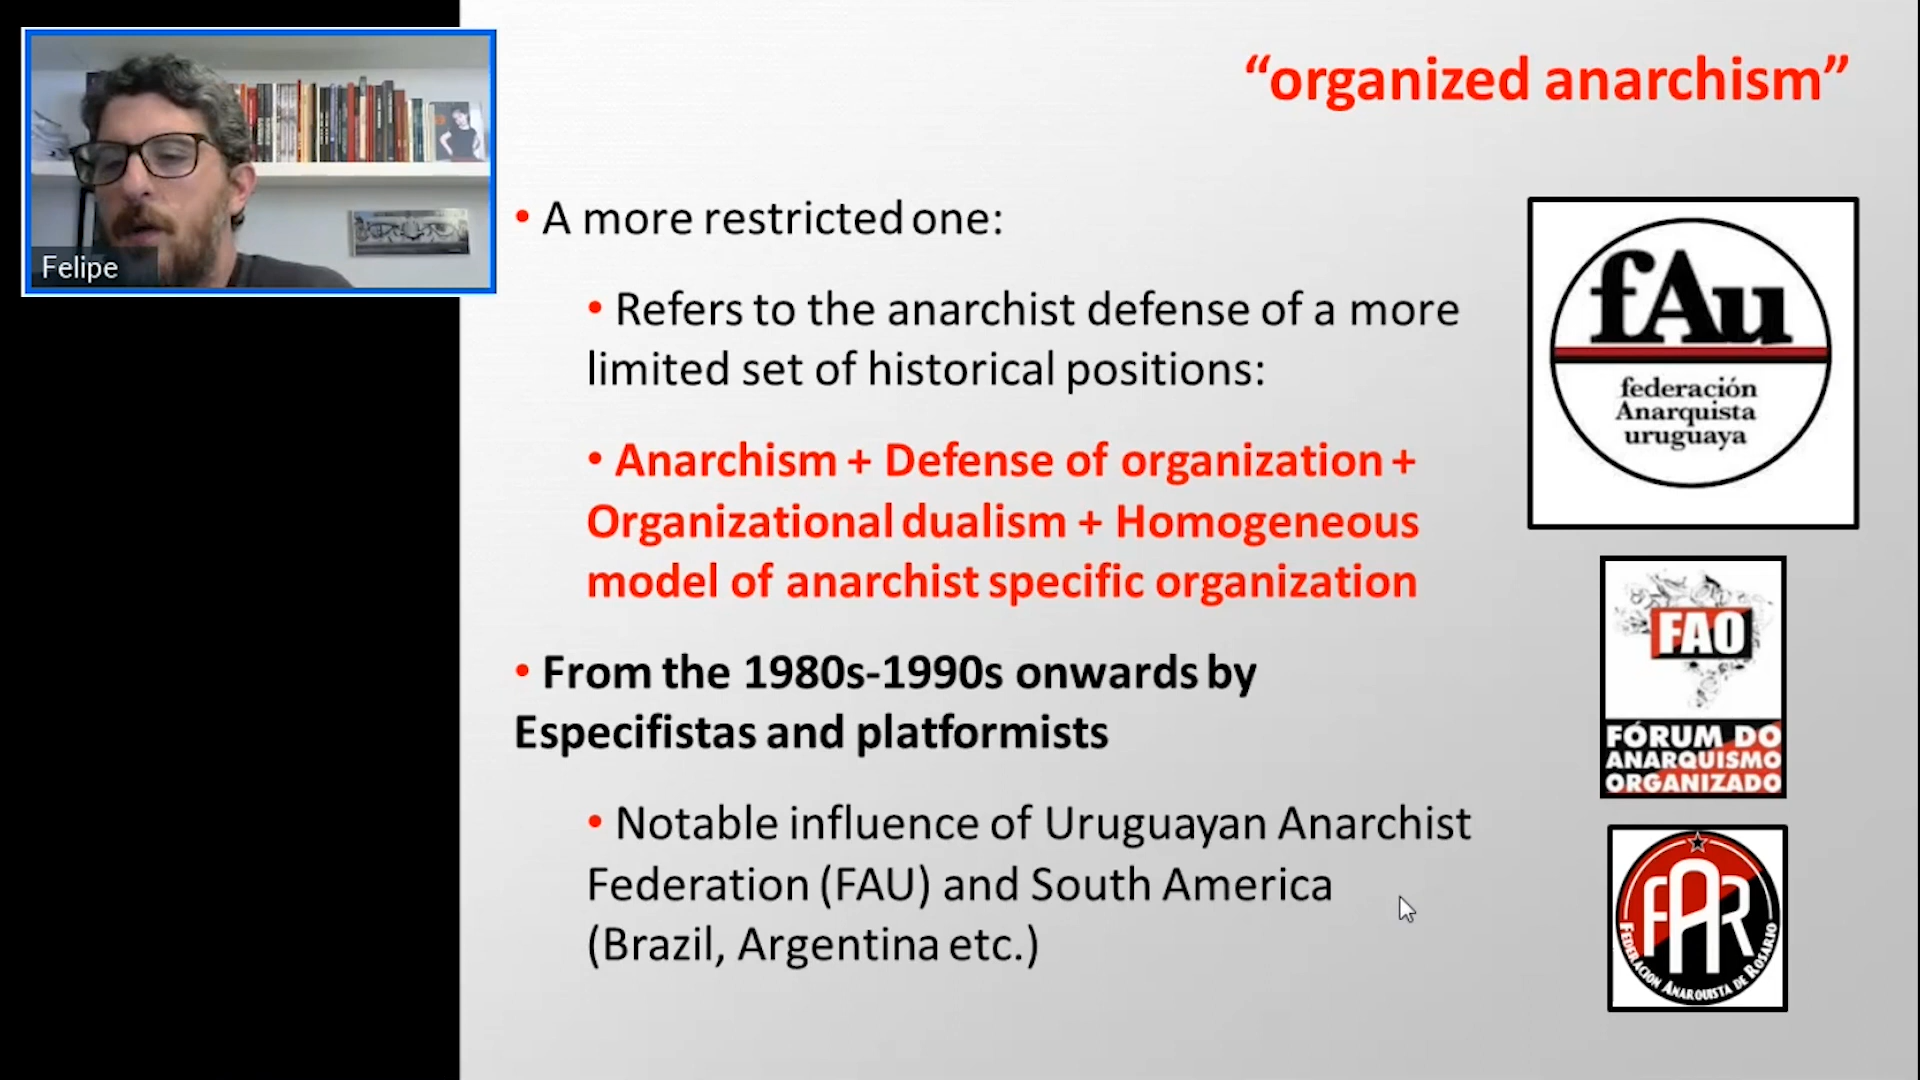 Felipe
“organized anarchism”
• A more restricted one:
• Refers to the anarchist defense of a more
limited set of historical positions:
• Anarchism + Defense of organization +
Organizational dualism + Homogeneous
model of anarchist specific organization
• From the 1980s-1990s onwards by
Especifistas and platformists
• Notable influence of Uruguayan Anarchist
Federation (FAU) and South America
(Brazil, Argentina etc.)
fAu
federación
Anarquista
uruguaya
FAO
FÓRUM DO
ANARQUISMO
ORGANIZADO
FAR
FEDERACIÓN ANARQUISTA DE ROSARIO